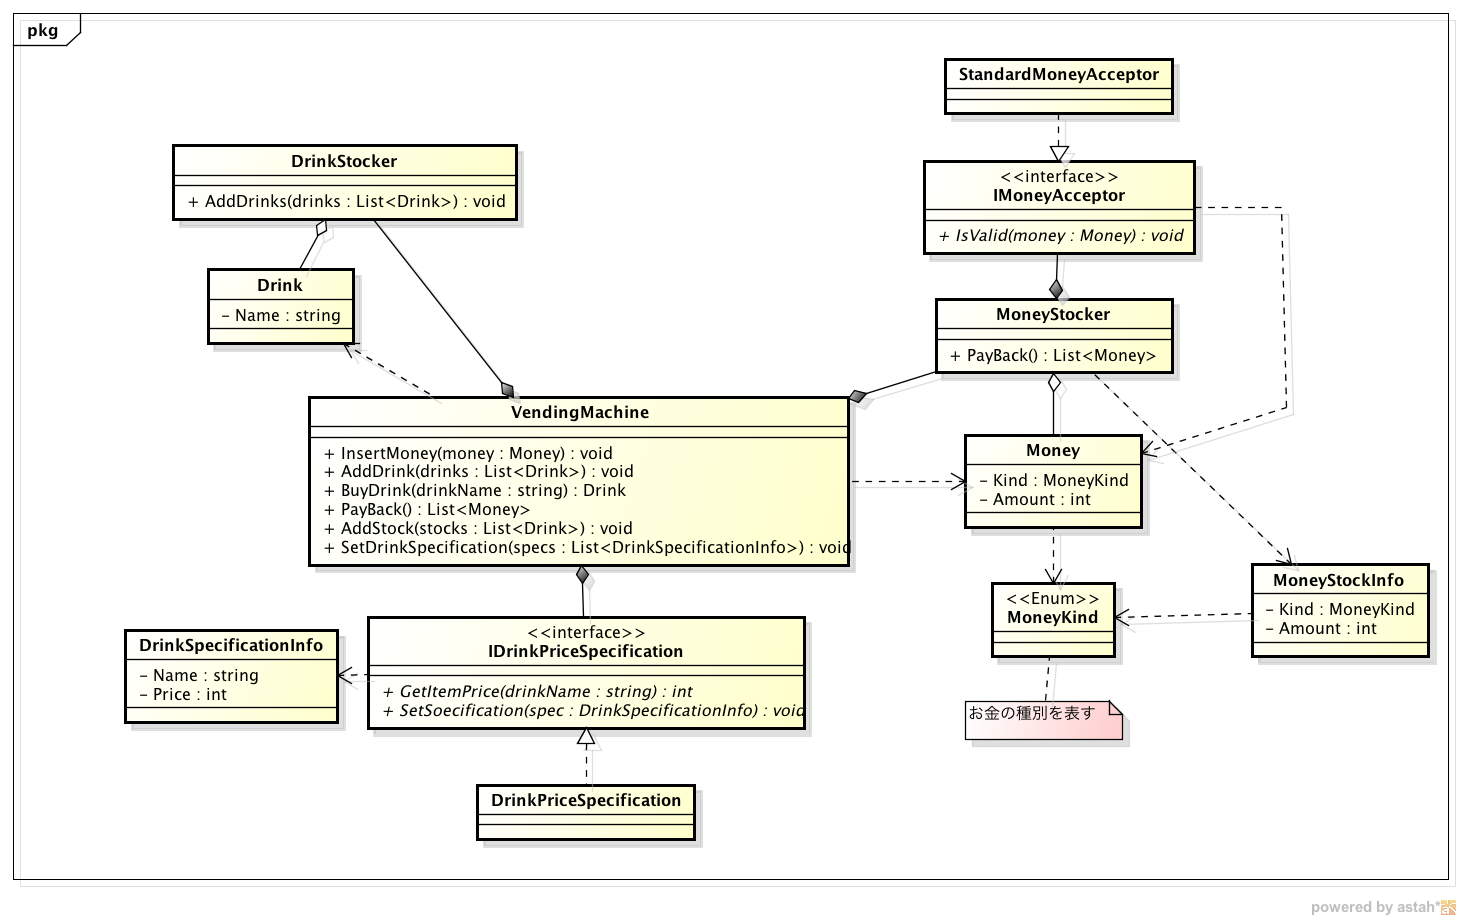 pkg
StandardMoneyAcceptor
<<interface>>
IMoneyAcceptor
+ IsValid(money : Money) : void
DrinkStocker
+ AddDrinks(drinks : List<Drink>) : void
Drink
- Name : string
MoneyStocker
+ PayBack() : List<Money>
VendingMachine
+ InsertMoney(money : Money) : void
+ AddDrink(drinks : List<Drink>) : void
+ BuyDrink(drinkName : string) : Drink
+ PayBack() : List<Money>
+ AddStock(stocks : List<Drink>) : void
+ SetDrinkSpecification(specs : List<DrinkSpecificationInfo>) : void
Money
- Kind : MoneyKind
- Amount : int
<<Enum>>
MoneyKind
MoneyStockInfo
- Kind : MoneyKind
- Amount : int
お金の種別を表す
DrinkSpecificationInfo
- Name : string
- Price : int
<<interface>>
IDrinkPriceSpecification
+ GetItemPrice(drinkName : string) : int
+ SetSoecification(spec : DrinkSpecificationInfo) : void
DrinkPriceSpecification
powered by astah*